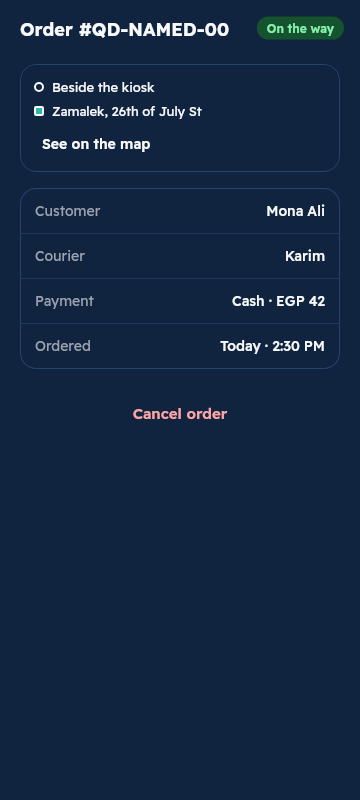 Order #QD-NAMED-00
On the way
Beside the kiosk
Zamalek, 26th of July St
See on the map
Customer Mona Ali
Courier Karim
Payment Cash · EGP 42
Ordered Today · 2:30 PM
Cancel order